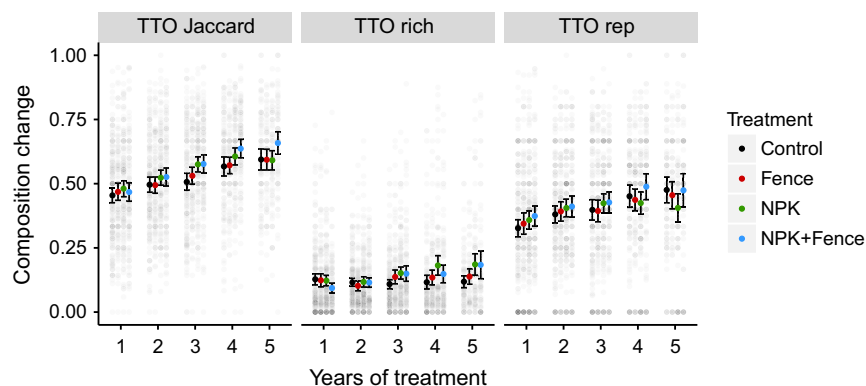 TTO Jaccard TTO rich TTO rep
1.00
0.75
0.50
0.25
0.00
Composition change
1 2 3 4 5 1 2 3 4 5 1 2 3 4 5
Years of treatment
Treatment
Control
Fence
NPK
NPK+Fence